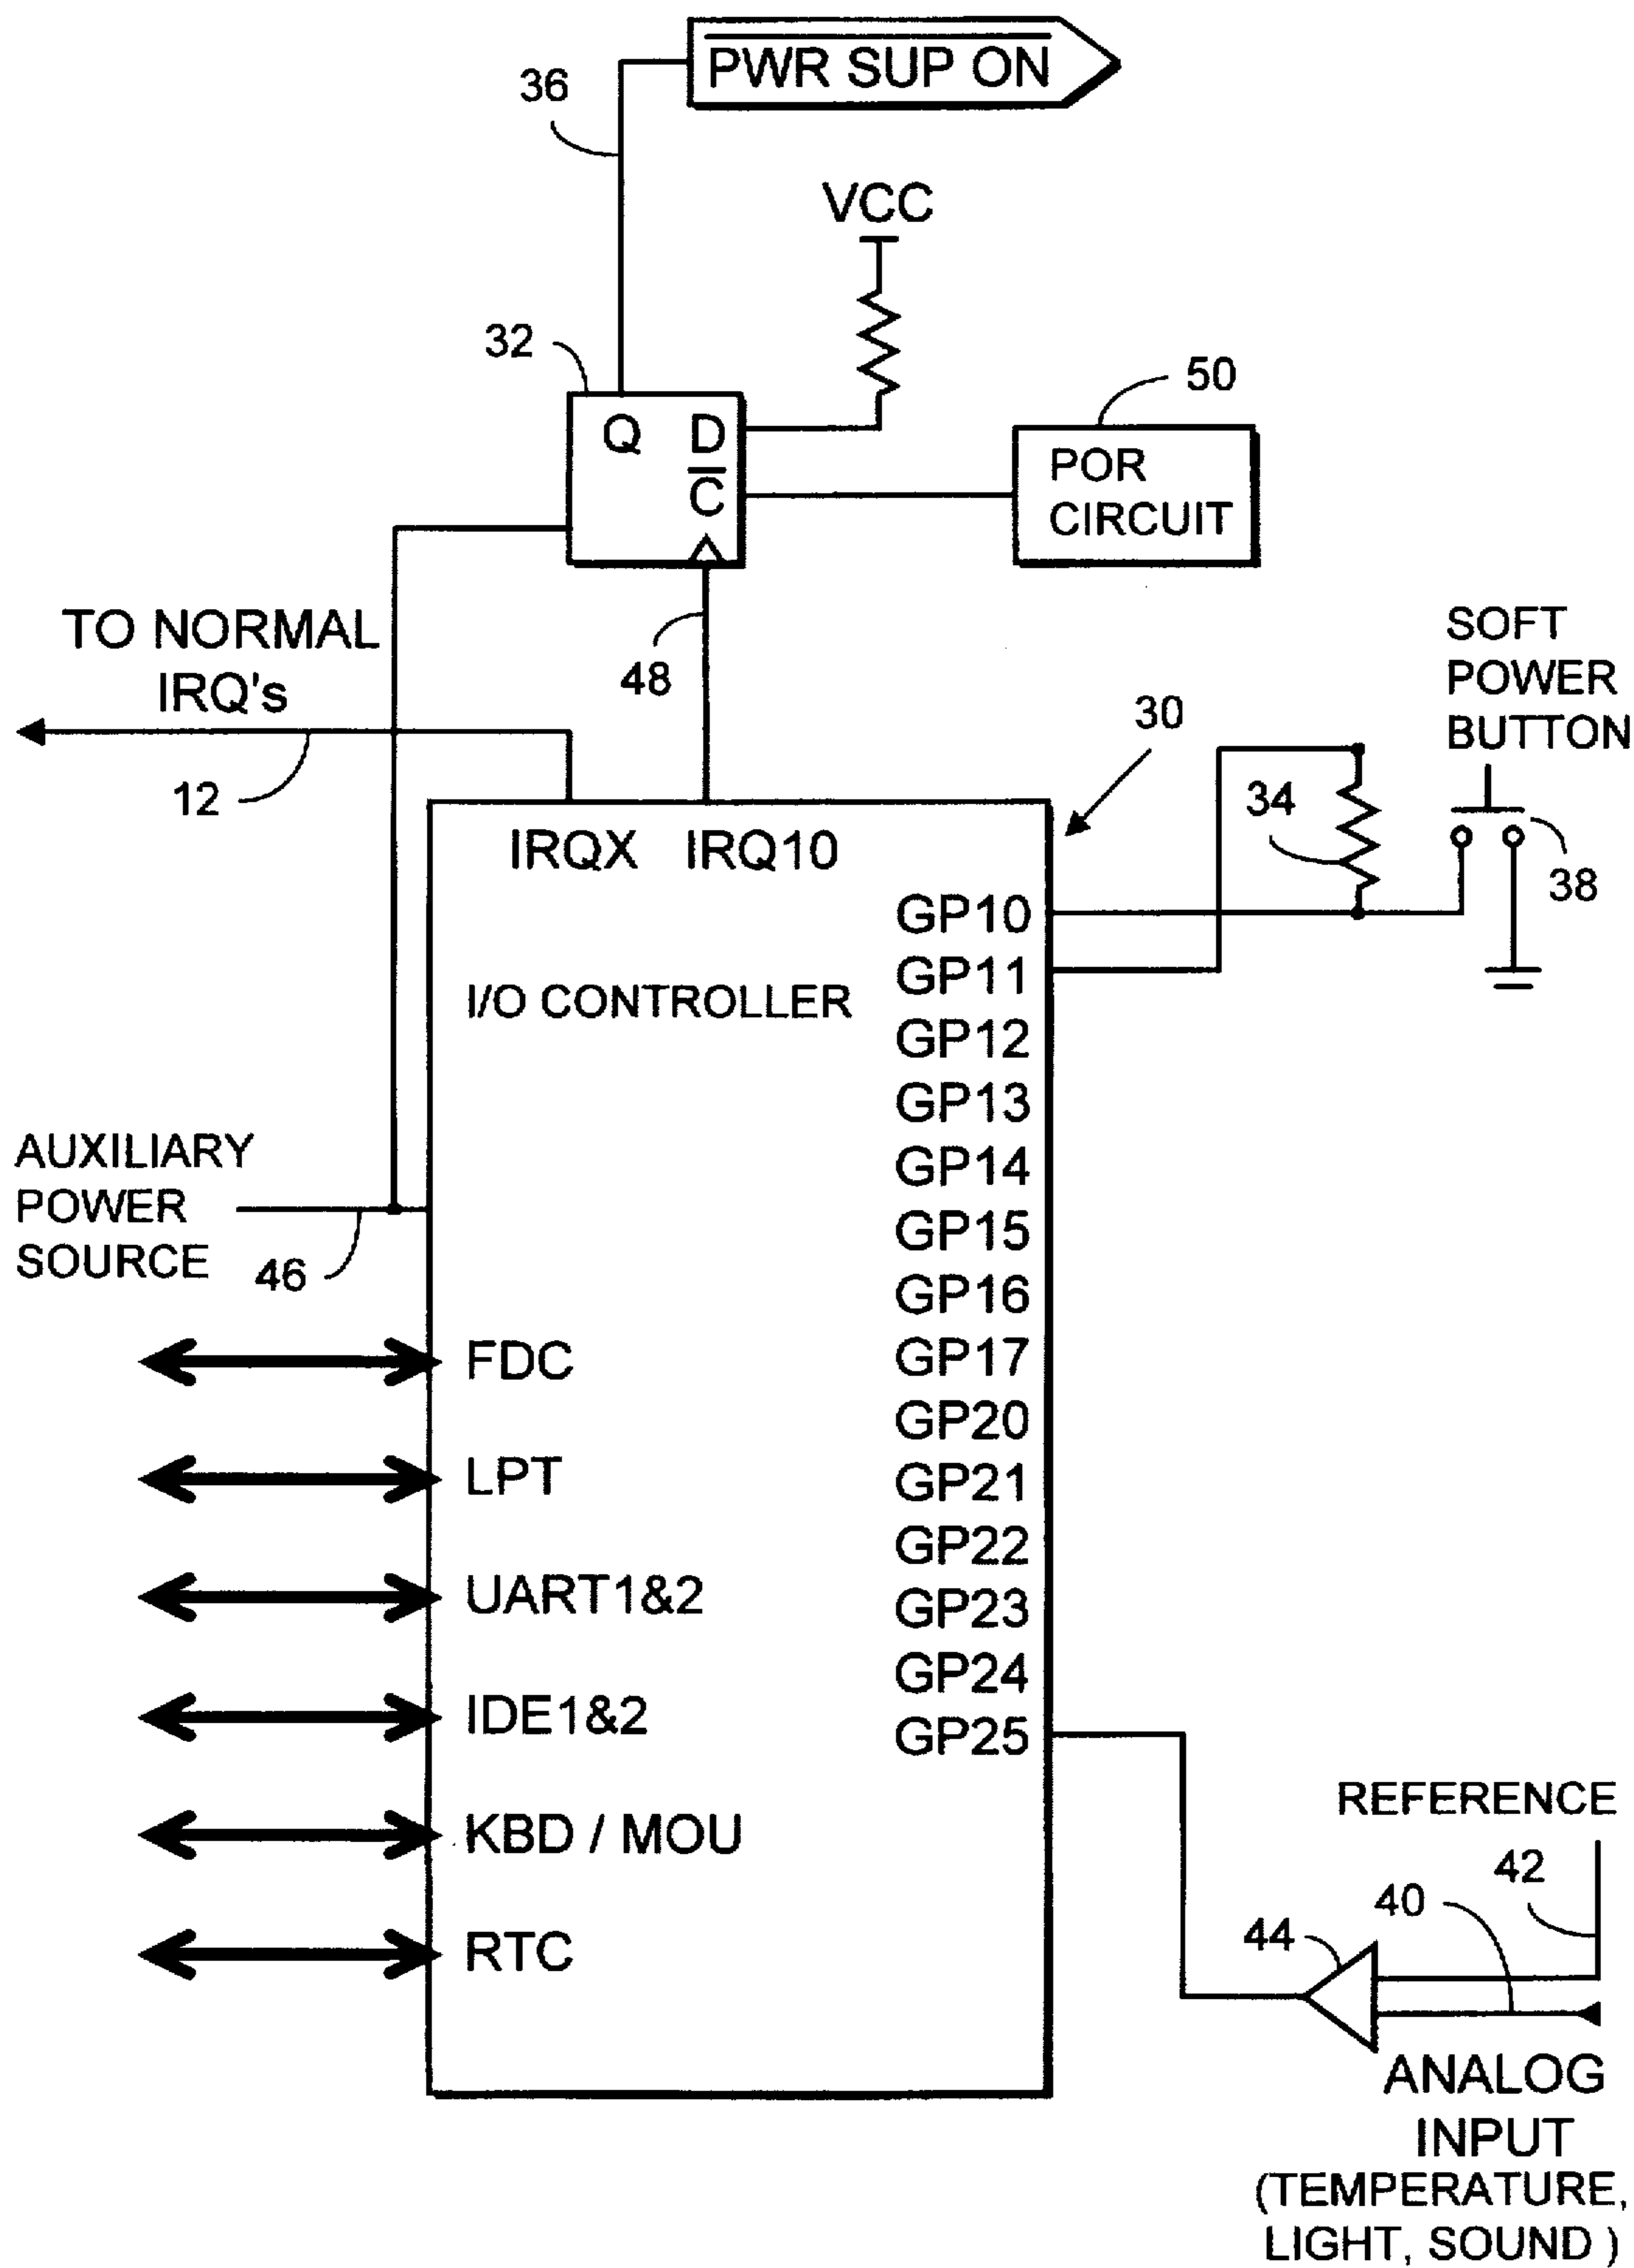 PWR SUP ON
36
VCC
32
Q D
C
50
POR
CIRCUIT
TO NORMAL
IRQ's
48
12
SOFT
POWER
BUTTON
30
34
38
IRQX IRQ10
I/O CONTROLLER
GP10
GP11
GP12
GP13
GP14
GP15
GP16
GP17
GP20
GP21
GP22
GP23
GP24
GP25
AUXILIARY
POWER
SOURCE
46
FDC
LPT
UART1&2
IDE1&2
KBD / MOU
RTC
REFERENCE
42
40
44
ANALOG
INPUT
(TEMPERATURE,
LIGHT, SOUND )